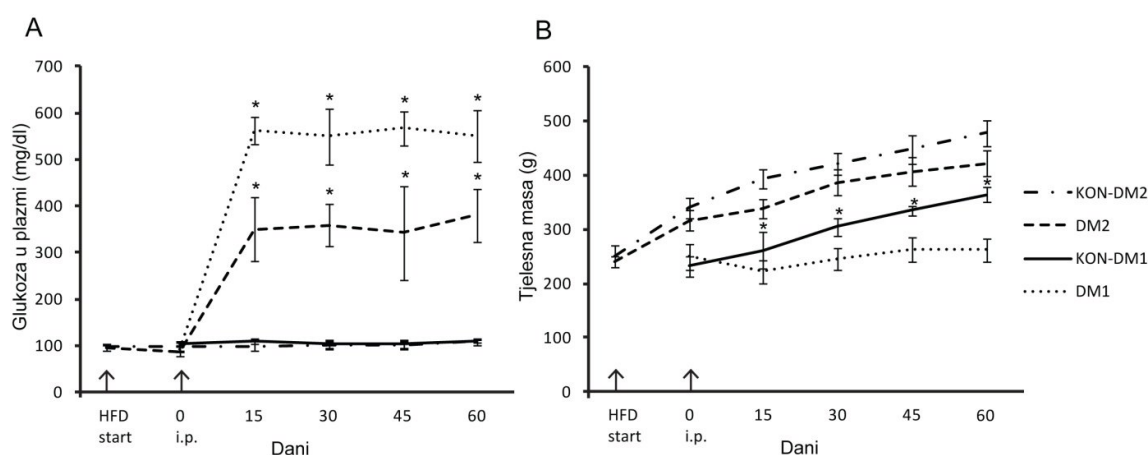 A
Glukoza u plazmi (mg/dl)
700
600
500
400
300
200
100
0
* * * *
* * * *
HFD start
0 i.p.
15
30
45
60
Dani
B
Tjelesna masa (g)
600
500
400
300
200
100
0
* * * *
HFD start
0 i.p.
15
30
45
60
Dani
KON-DM2
DM2
KON-DM1
DM1